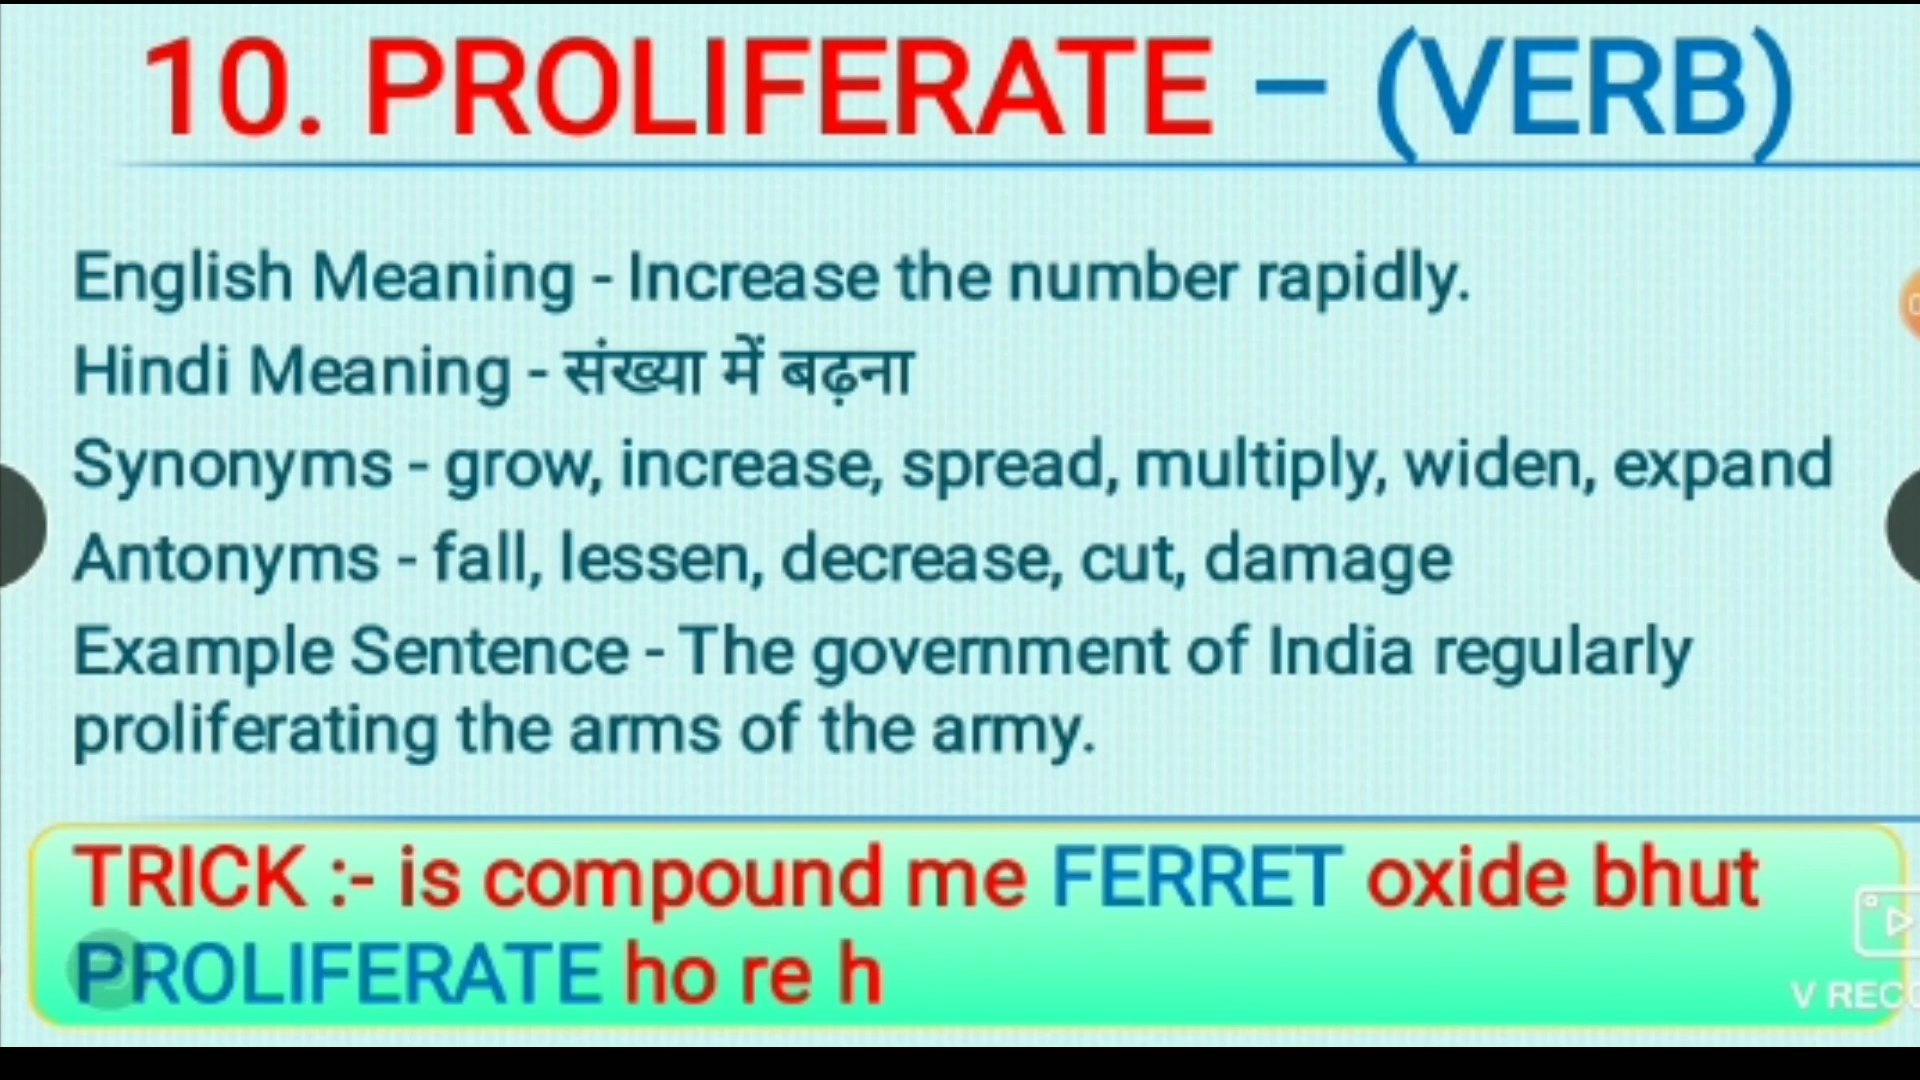 10. PROLIFERATE – (VERB)
English Meaning - Increase the number rapidly.
Hindi Meaning - संख्या में बढ़ना
Synonyms - grow, increase, spread, multiply, widen, expand
Antonyms - fall, lessen, decrease, cut, damage
Example Sentence - The government of India regularly
proliferating the arms of the army.
TRICK :- is compound me FERRET oxide bhut
PROLIFERATE ho re h
V REC